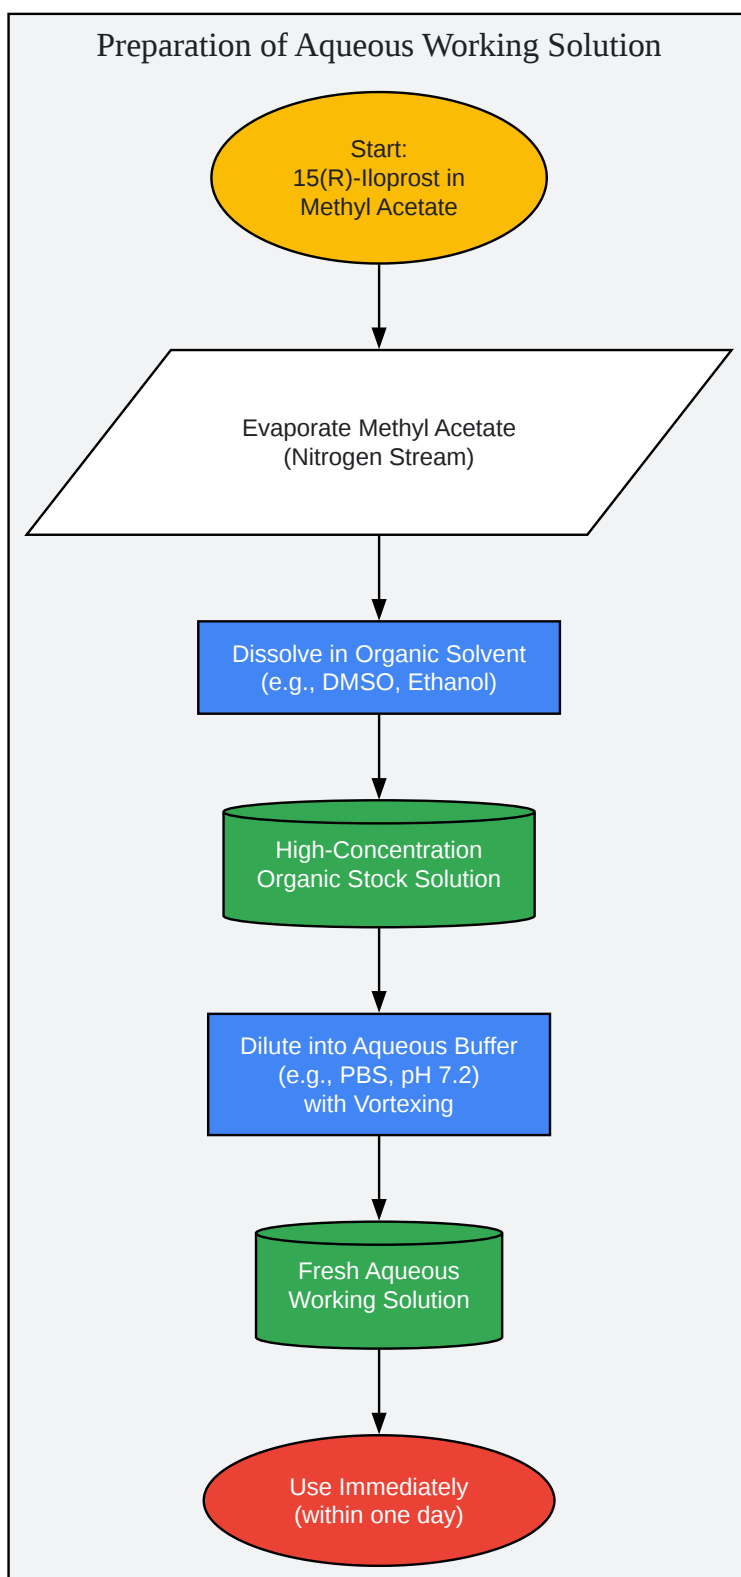 Preparation of Aqueous Working Solution
Start:
15(R)-Iloprost in
Methyl Acetate
Evaporate Methyl Acetate
(Nitrogen Stream)
Dissolve in Organic Solvent
(e.g., DMSO, Ethanol)
High-Concentration
Organic Stock Solution
Dilute into Aqueous Buffer
(e.g., PBS, pH 7.2)
with Vortexing
Fresh Aqueous
Working Solution
Use Immediately
(within one day)